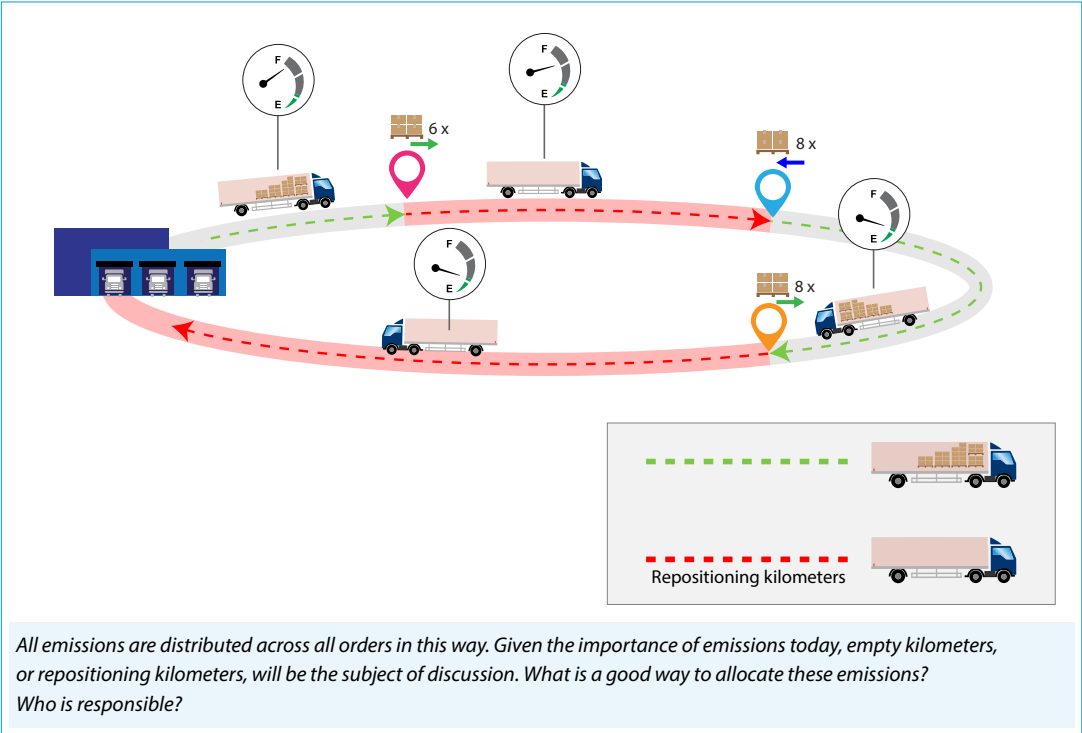 F
E
F
E
6 x
8 x
F
E
F
E
8 x
Repositioning kilometers
All emissions are distributed across all orders in this way. Given the importance of emissions today, empty kilometers,
or repositioning kilometers, will be the subject of discussion. What is a good way to allocate these emissions?
Who is responsible?